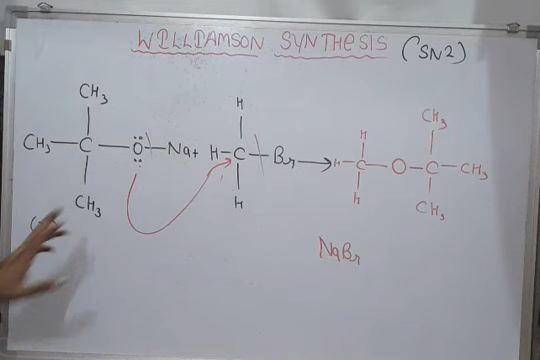 WILLIAMSON SYNTHESIS (SN2)
CH3
CH3 C O Na + H C Br
H
H
CH3
H C O C CH3
H
H
CH3
CH3
NaBr